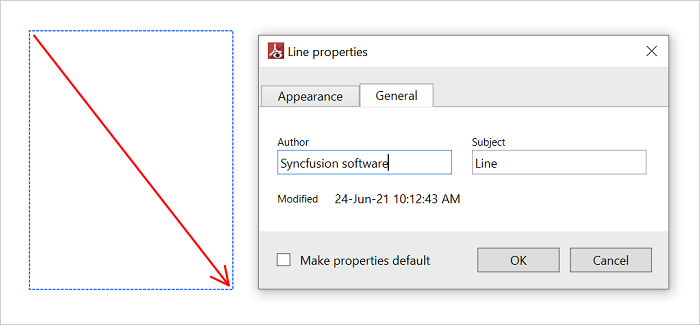 Line properties
Appearance General
Author Subject
Syncfusion software Line
Modified 24-Jun-21 10:12:43 AM
Make properties default OK Cancel